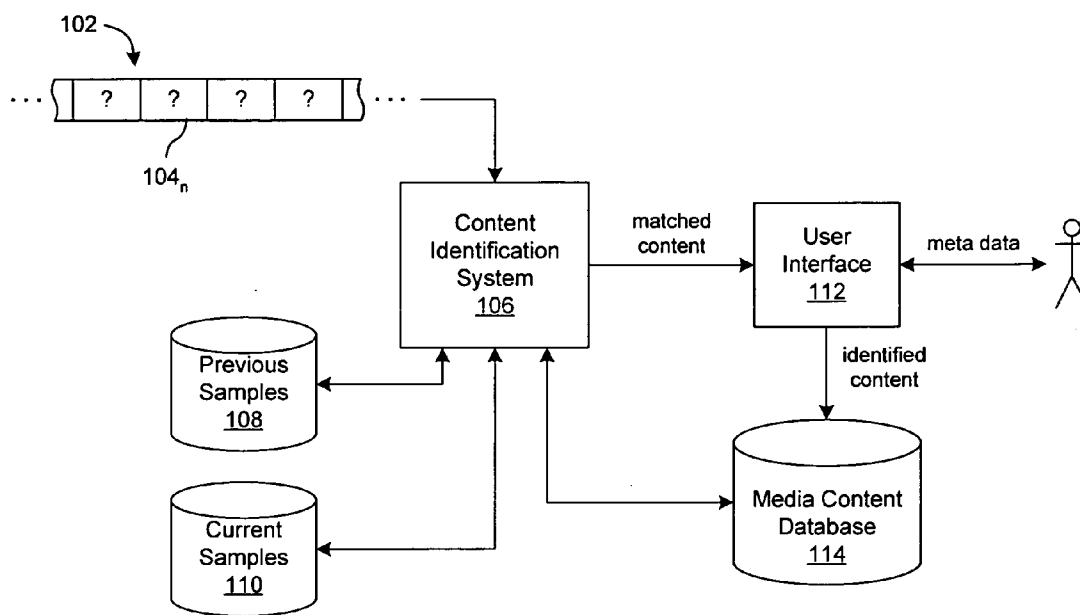 102
... ? ? ? ? ...
104n
Content
Identification
System
106
matched
content
User
Interface
112
meta data
identified
content
Previous
Samples
108
Current
Samples
110
Media Content
Database
114